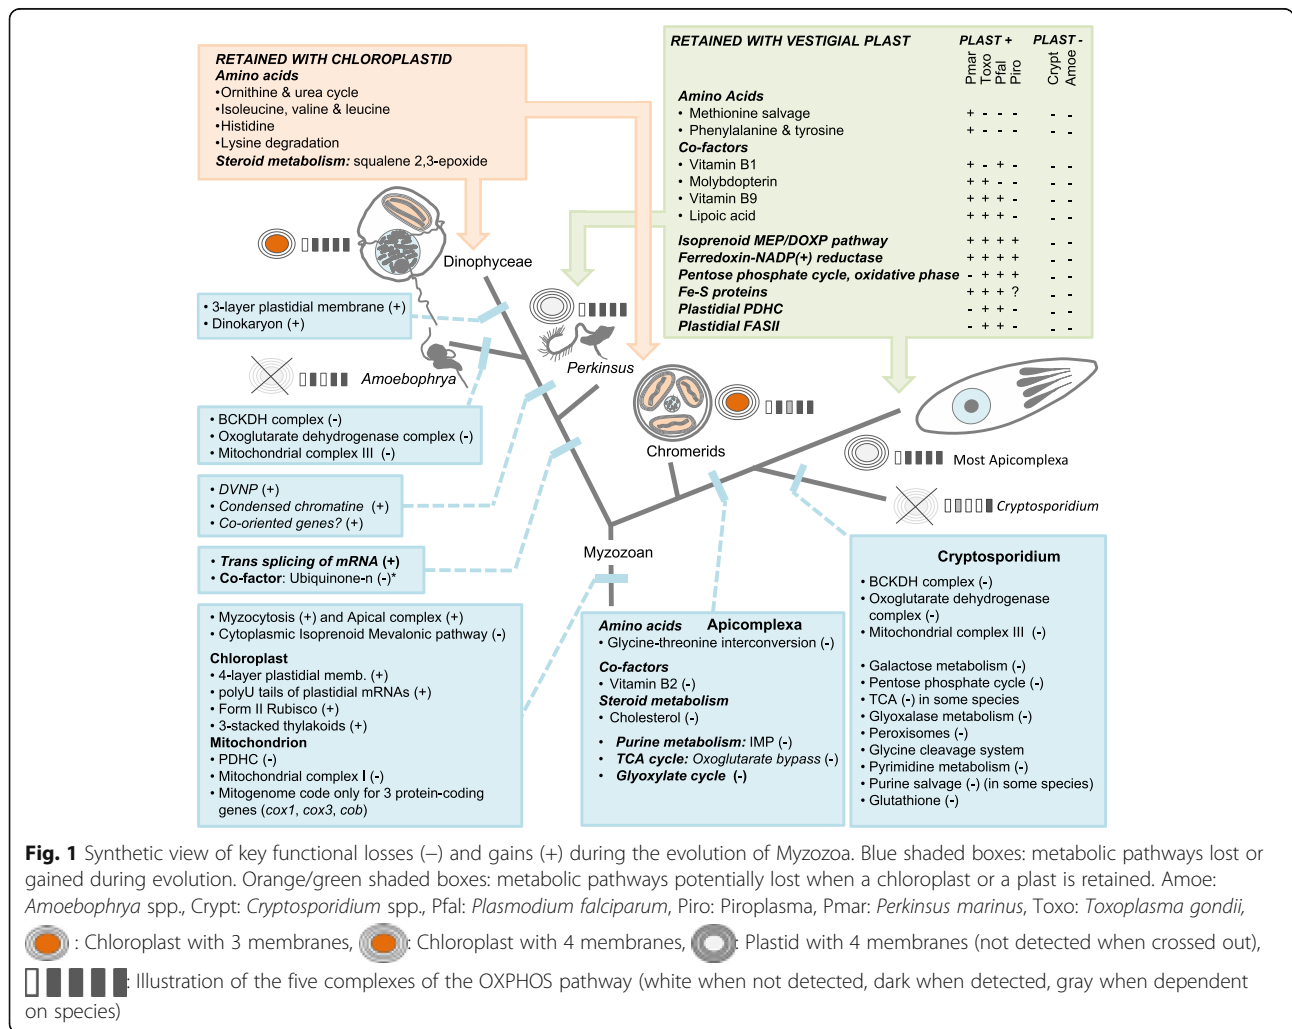 RETAINED WITH CHLOROPLASTID
Amino acids
•Ornithine & urea cycle
•Isoleucine, valine & leucine
•Histidine
•Lysine degradation
Steroid metabolism: squalene 2,3-epoxide
RETAINED WITH VESTIGIAL PLAST PLAST + PLAST -
Pmar Toxo Pfal Piro Crypt Amoe
Amino Acids
• Methionine salvage + - - - - -
• Phenylalanine & tyrosine + - - - - -
Co-factors
• Vitamin B1 + - + - - -
• Molybdopterin + + - - - -
• Vitamin B9 + + + - - -
• Lipoic acid + + + - - -
Isoprenoid MEP/DOXP pathway + + + + - -
Ferredoxin-NADP(+) reductase + + + + - -
Pentose phosphate cycle, oxidative phase - + + + - -
Fe-S proteins + + + ? - -
Plastidial PDHC - + + - - -
Plastidial FASII - + + - - -
Dinophyceae
• 3-layer plastidial membrane (+)
• Dinokaryon (+)
Amoebophrya
Perkinsus
Chromerids
Most Apicomplexa
Cryptosporidium
Myzozoan
• BCKDH complex (-)
• Oxoglutarate dehydrogenase complex (-)
• Mitochondrial complex III (-)
• DVNP (+)
• Condensed chromatine (+)
• Co-oriented genes? (+)
• Trans splicing of mRNA (+)
• Co-factor: Ubiquinone-n (-)*
• Myzocytosis (+) and Apical complex (+)
• Cytoplasmic Isoprenoid Mevalonic pathway (-)
Chloroplast
• 4-layer plastidial memb. (+)
• polyU tails of plastidial mRNAs (+)
• Form II Rubisco (+)
• 3-stacked thylakoids (+)
Mitochondrion
• PDHC (-)
• Mitochondrial complex I (-)
• Mitogenome code only for 3 protein-coding
genes (cox1, cox3, cob)
Amino acids Apicomplexa
• Glycine-threonine interconversion (-)
Co-factors
• Vitamin B2 (-)
Steroid metabolism
• Cholesterol (-)
• Purine metabolism: IMP (-)
• TCA cycle: Oxoglutarate bypass (-)
• Glyoxylate cycle (-)
Cryptosporidium
• BCKDH complex (-)
• Oxoglutarate dehydrogenase
complex (-)
• Mitochondrial complex III (-)
• Galactose metabolism (-)
• Pentose phosphate cycle (-)
• TCA (-) in some species
• Glyoxalase metabolism (-)
• Peroxisomes (-)
• Glycine cleavage system
• Pyrimidine metabolism (-)
• Purine salvage (-) (in some species)
• Glutathione (-)
Fig. 1 Synthetic view of key functional losses (−) and gains (+) during the evolution of Myzozoa. Blue shaded boxes: metabolic pathways lost or
gained during evolution. Orange/green shaded boxes: metabolic pathways potentially lost when a chloroplast or a plast is retained. Amoe:
Amoebophrya spp., Crypt: Cryptosporidium spp., Pfal: Plasmodium falciparum, Piro: Piroplasma, Pmar: Perkinsus marinus, Toxo: Toxoplasma gondii,
: Chloroplast with 3 membranes, : Chloroplast with 4 membranes, : Plastid with 4 membranes (not detected when crossed out),
: Illustration of the five complexes of the OXPHOS pathway (white when not detected, dark when detected, gray when dependent
on species)